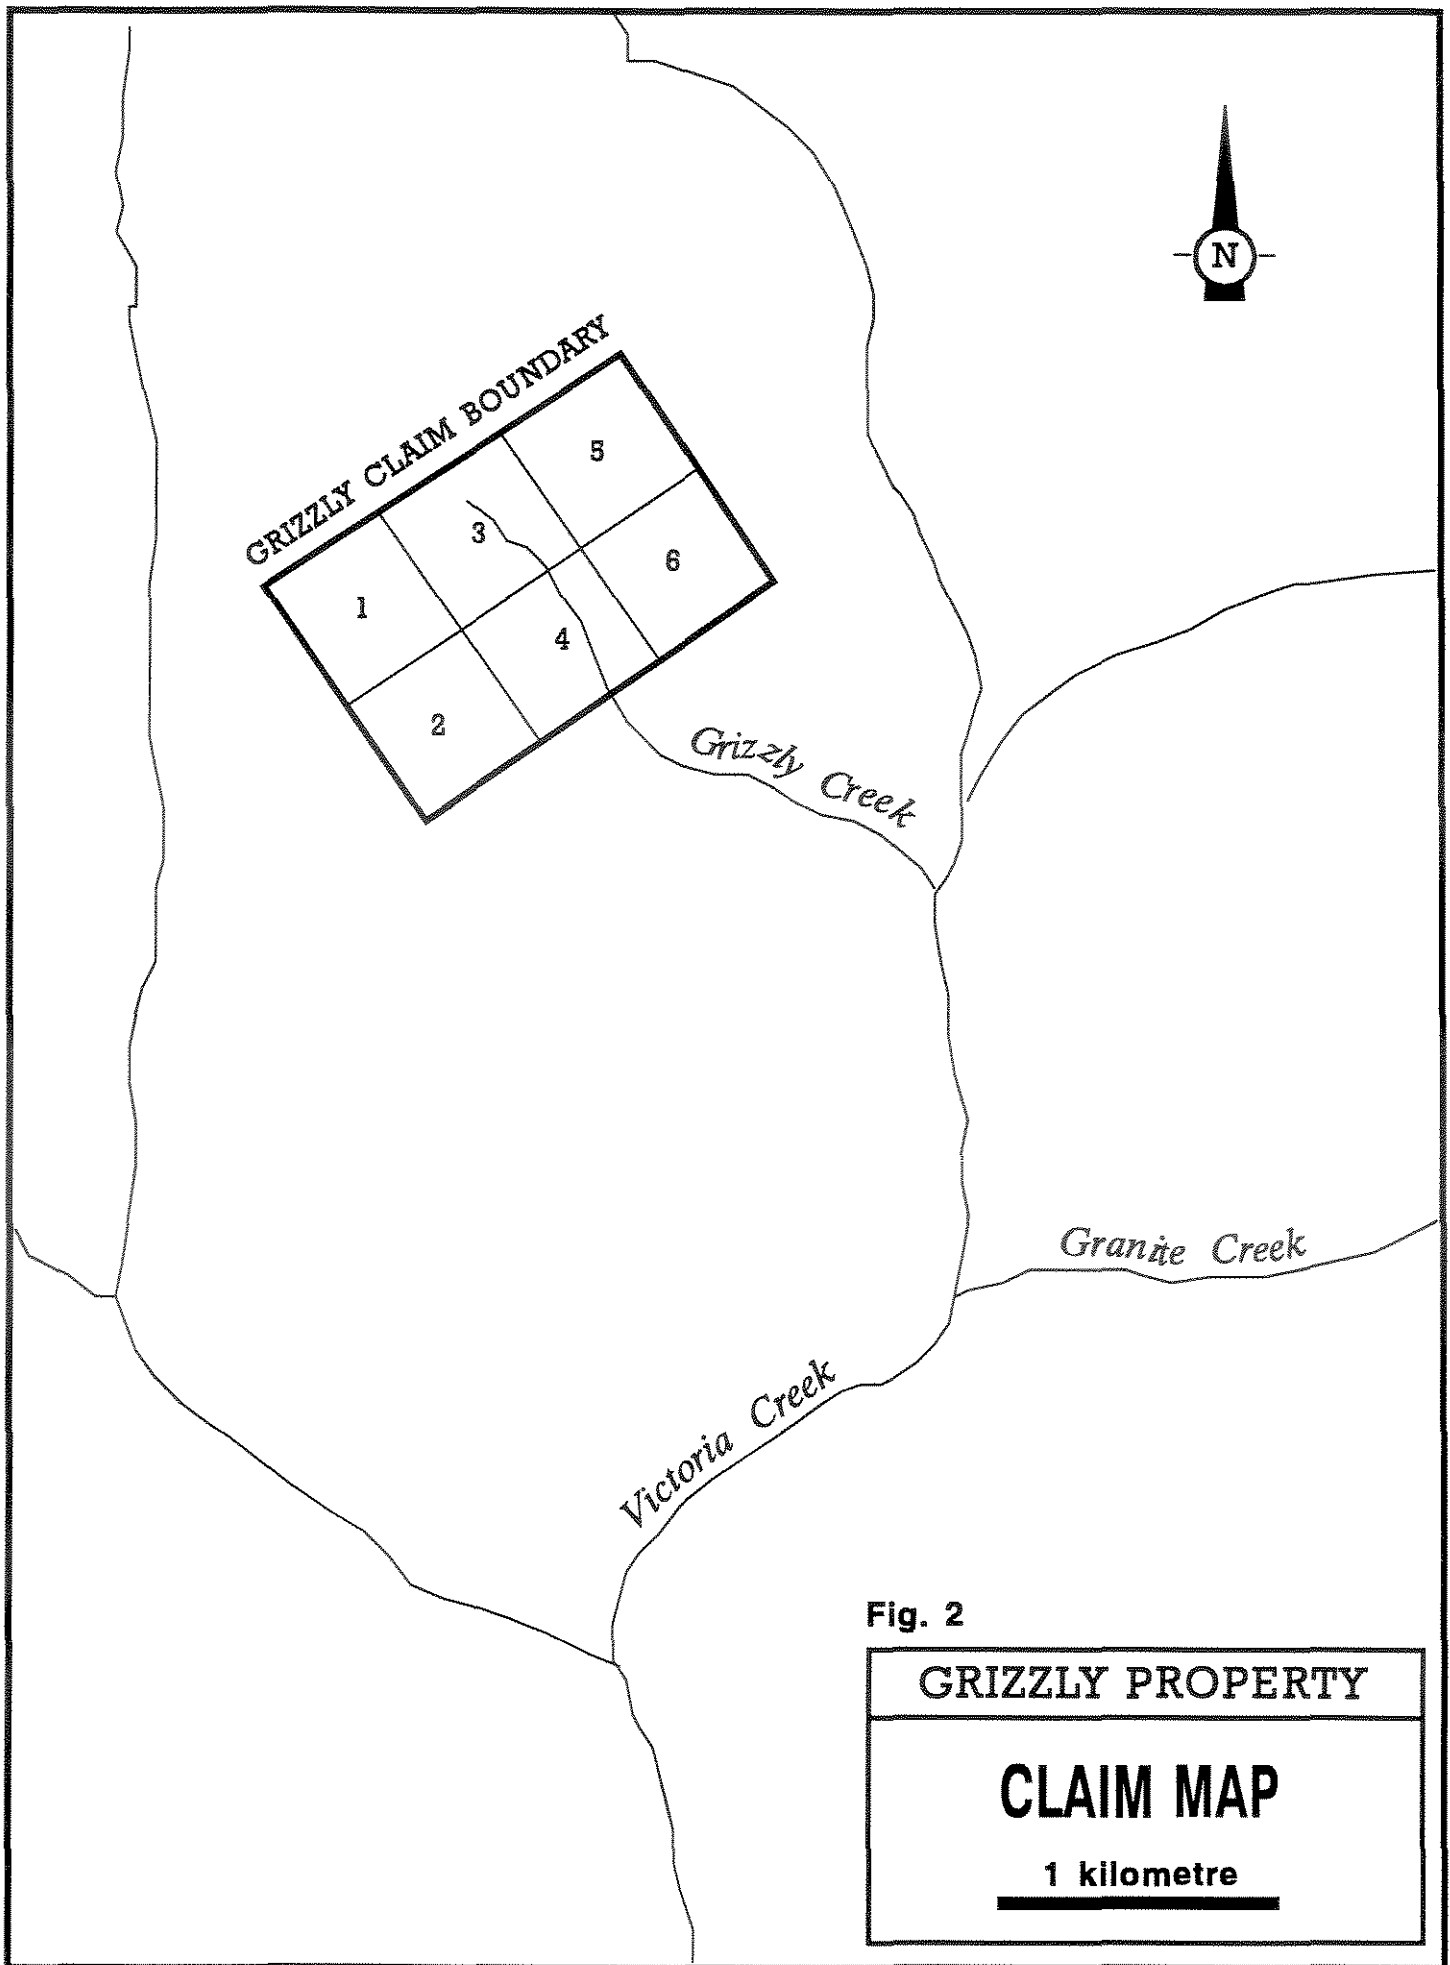 N
GRIZZLY CLAIM BOUNDARY
5
3
6
1
4
2
Grizzly Creek
Granite Creek
Victoria Creek
Fig. 2
GRIZZLY PROPERTY
CLAIM MAP
1 kilometre